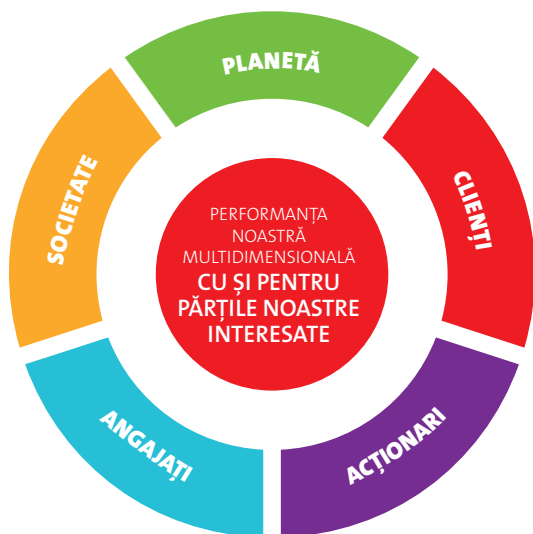 PLANETĂ
CLIENȚI
ACȚIONARI
ANGAJAȚI
SOCIETATE
PERFORMANȚA
NOASTRĂ
MULTIDIMENSIONALĂ
CU ȘI PENTRU
PĂRȚILE NOASTRE
INTERESATE